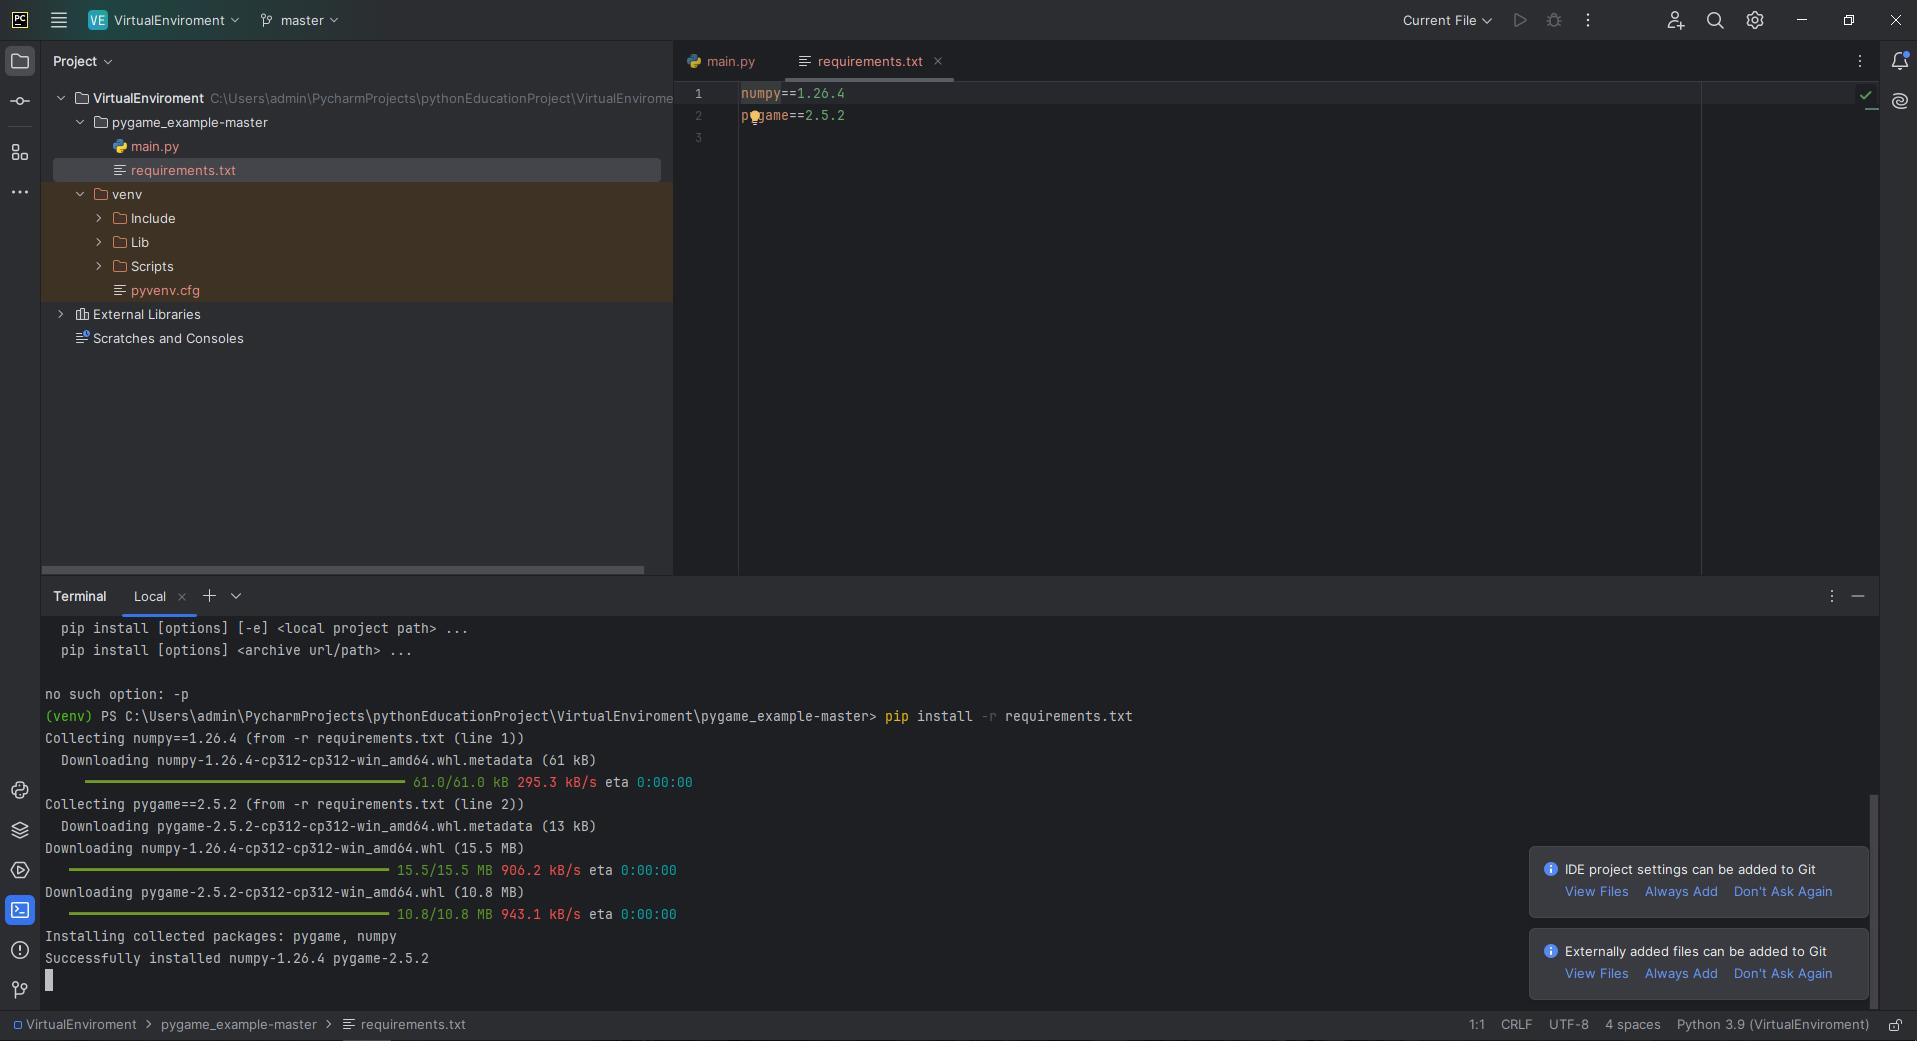 PC
VE VirtualEnviroment master
Current File
Project
VirtualEnviroment C:\Users\admin\PycharmProjects\pythonEducationProject\VirtualEnvirome
pygame_example-master
main.py
requirements.txt
venv
Include
Lib
Scripts
pyvenv.cfg
External Libraries
Scratches and Consoles
main.py requirements.txt
1 numpy==1.26.4
2 pygame==2.5.2
3
Terminal Local
pip install [options] [-e] <local project path> ...
pip install [options] <archive url/path> ...
no such option: -p
(venv) PS C:\Users\admin\PycharmProjects\pythonEducationProject\VirtualEnviroment\pygame_example-master> pip install -r requirements.txt
Collecting numpy==1.26.4 (from -r requirements.txt (line 1))
Downloading numpy-1.26.4-cp312-cp312-win_amd64.whl.metadata (61 kB)
61.0/61.0 kB 295.3 kB/s eta 0:00:00
Collecting pygame==2.5.2 (from -r requirements.txt (line 2))
Downloading pygame-2.5.2-cp312-cp312-win_amd64.whl.metadata (13 kB)
Downloading numpy-1.26.4-cp312-cp312-win_amd64.whl (15.5 MB)
15.5/15.5 MB 906.2 kB/s eta 0:00:00
Downloading pygame-2.5.2-cp312-cp312-win_amd64.whl (10.8 MB)
10.8/10.8 MB 943.1 kB/s eta 0:00:00
Installing collected packages: pygame, numpy
Successfully installed numpy-1.26.4 pygame-2.5.2
IDE project settings can be added to Git
View Files Always Add Don't Ask Again
Externally added files can be added to Git
View Files Always Add Don't Ask Again
VirtualEnviroment > pygame_example-master > requirements.txt
1:1 CRLF UTF-8 4 spaces Python 3.9 (VirtualEnviroment)